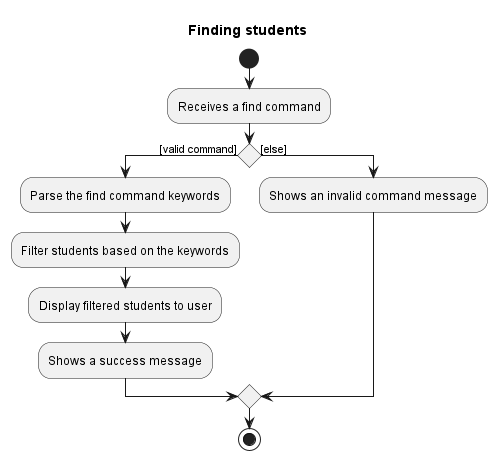 Finding students
Receives a find command
[valid command]
[else]
Parse the find command keywords
Shows an invalid command message
Filter students based on the keywords
Display filtered students to user
Shows a success message